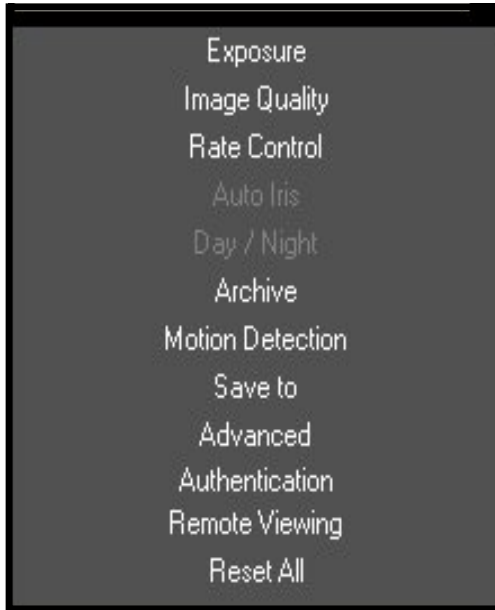 Exposure
Image Quality
Rate Control
Auto Iris
Day / Night
Archive
Motion Detection
Save to
Advanced
Authentication
Remote Viewing
Reset All